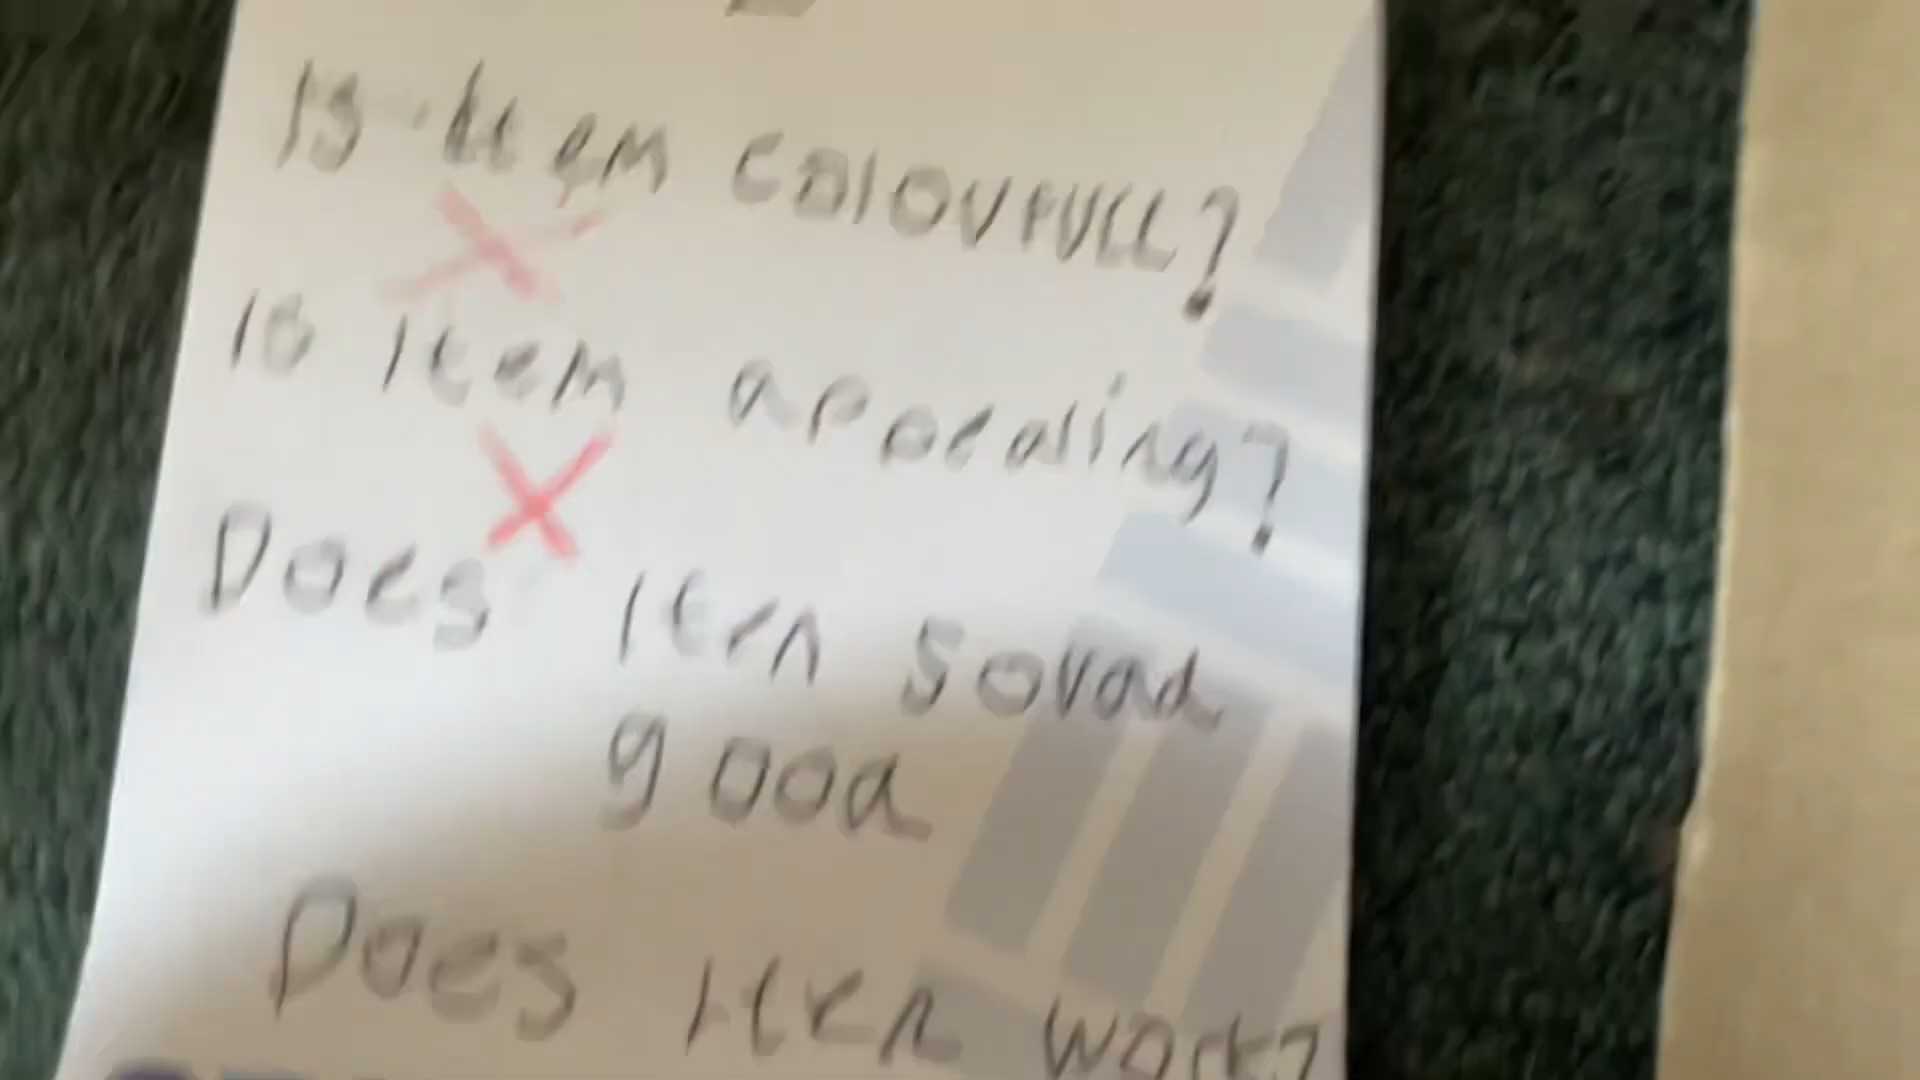 Is item COlOUrFULL?
Is item appealing?
Does item sound
good
Does item work?